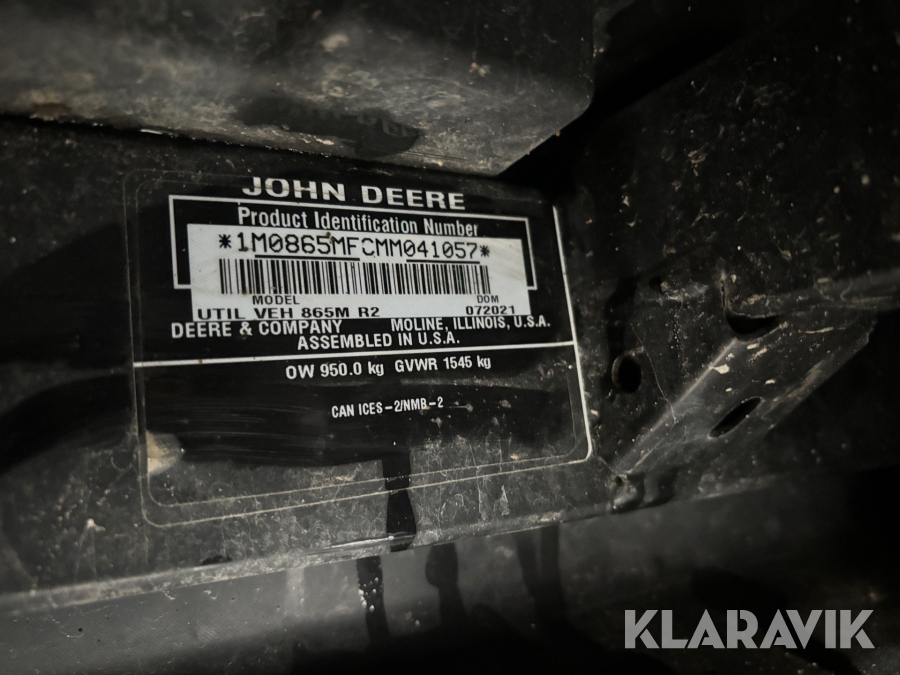 JOHN DEERE
Product Identification Number
*1M0865MFCMM041057*
MODEL DOM
UTIL VEH 865M R2 072021
DEERE & COMPANY MOLINE, ILLINOIS, U.S.A.
ASSEMBLED IN U.S.A.
OW 950.0 kg GVWR 1545 kg
CAN ICES-2/NMB-2
KLARAVIK